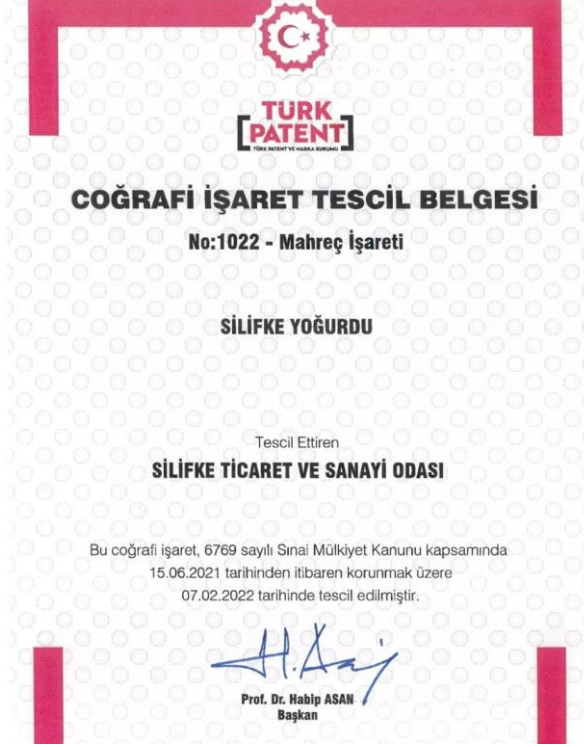 TÜRK
PATENT
TÜRK PATENT VE MARKA KURUMU
COĞRAFİ İŞARET TESCİL BELGESİ
No:1022 - Mahreç İşareti
SİLİFKE YOĞURDU
Tescil Ettiren
SİLİFKE TİCARET VE SANAYİ ODASI
Bu coğrafi işaret, 6769 sayılı Sınai Mülkiyet Kanunu kapsamında
15.06.2021 tarihinden itibaren korunmak üzere
07.02.2022 tarihinde tescil edilmiştir.
Prof. Dr. Habip ASAN
Başkan